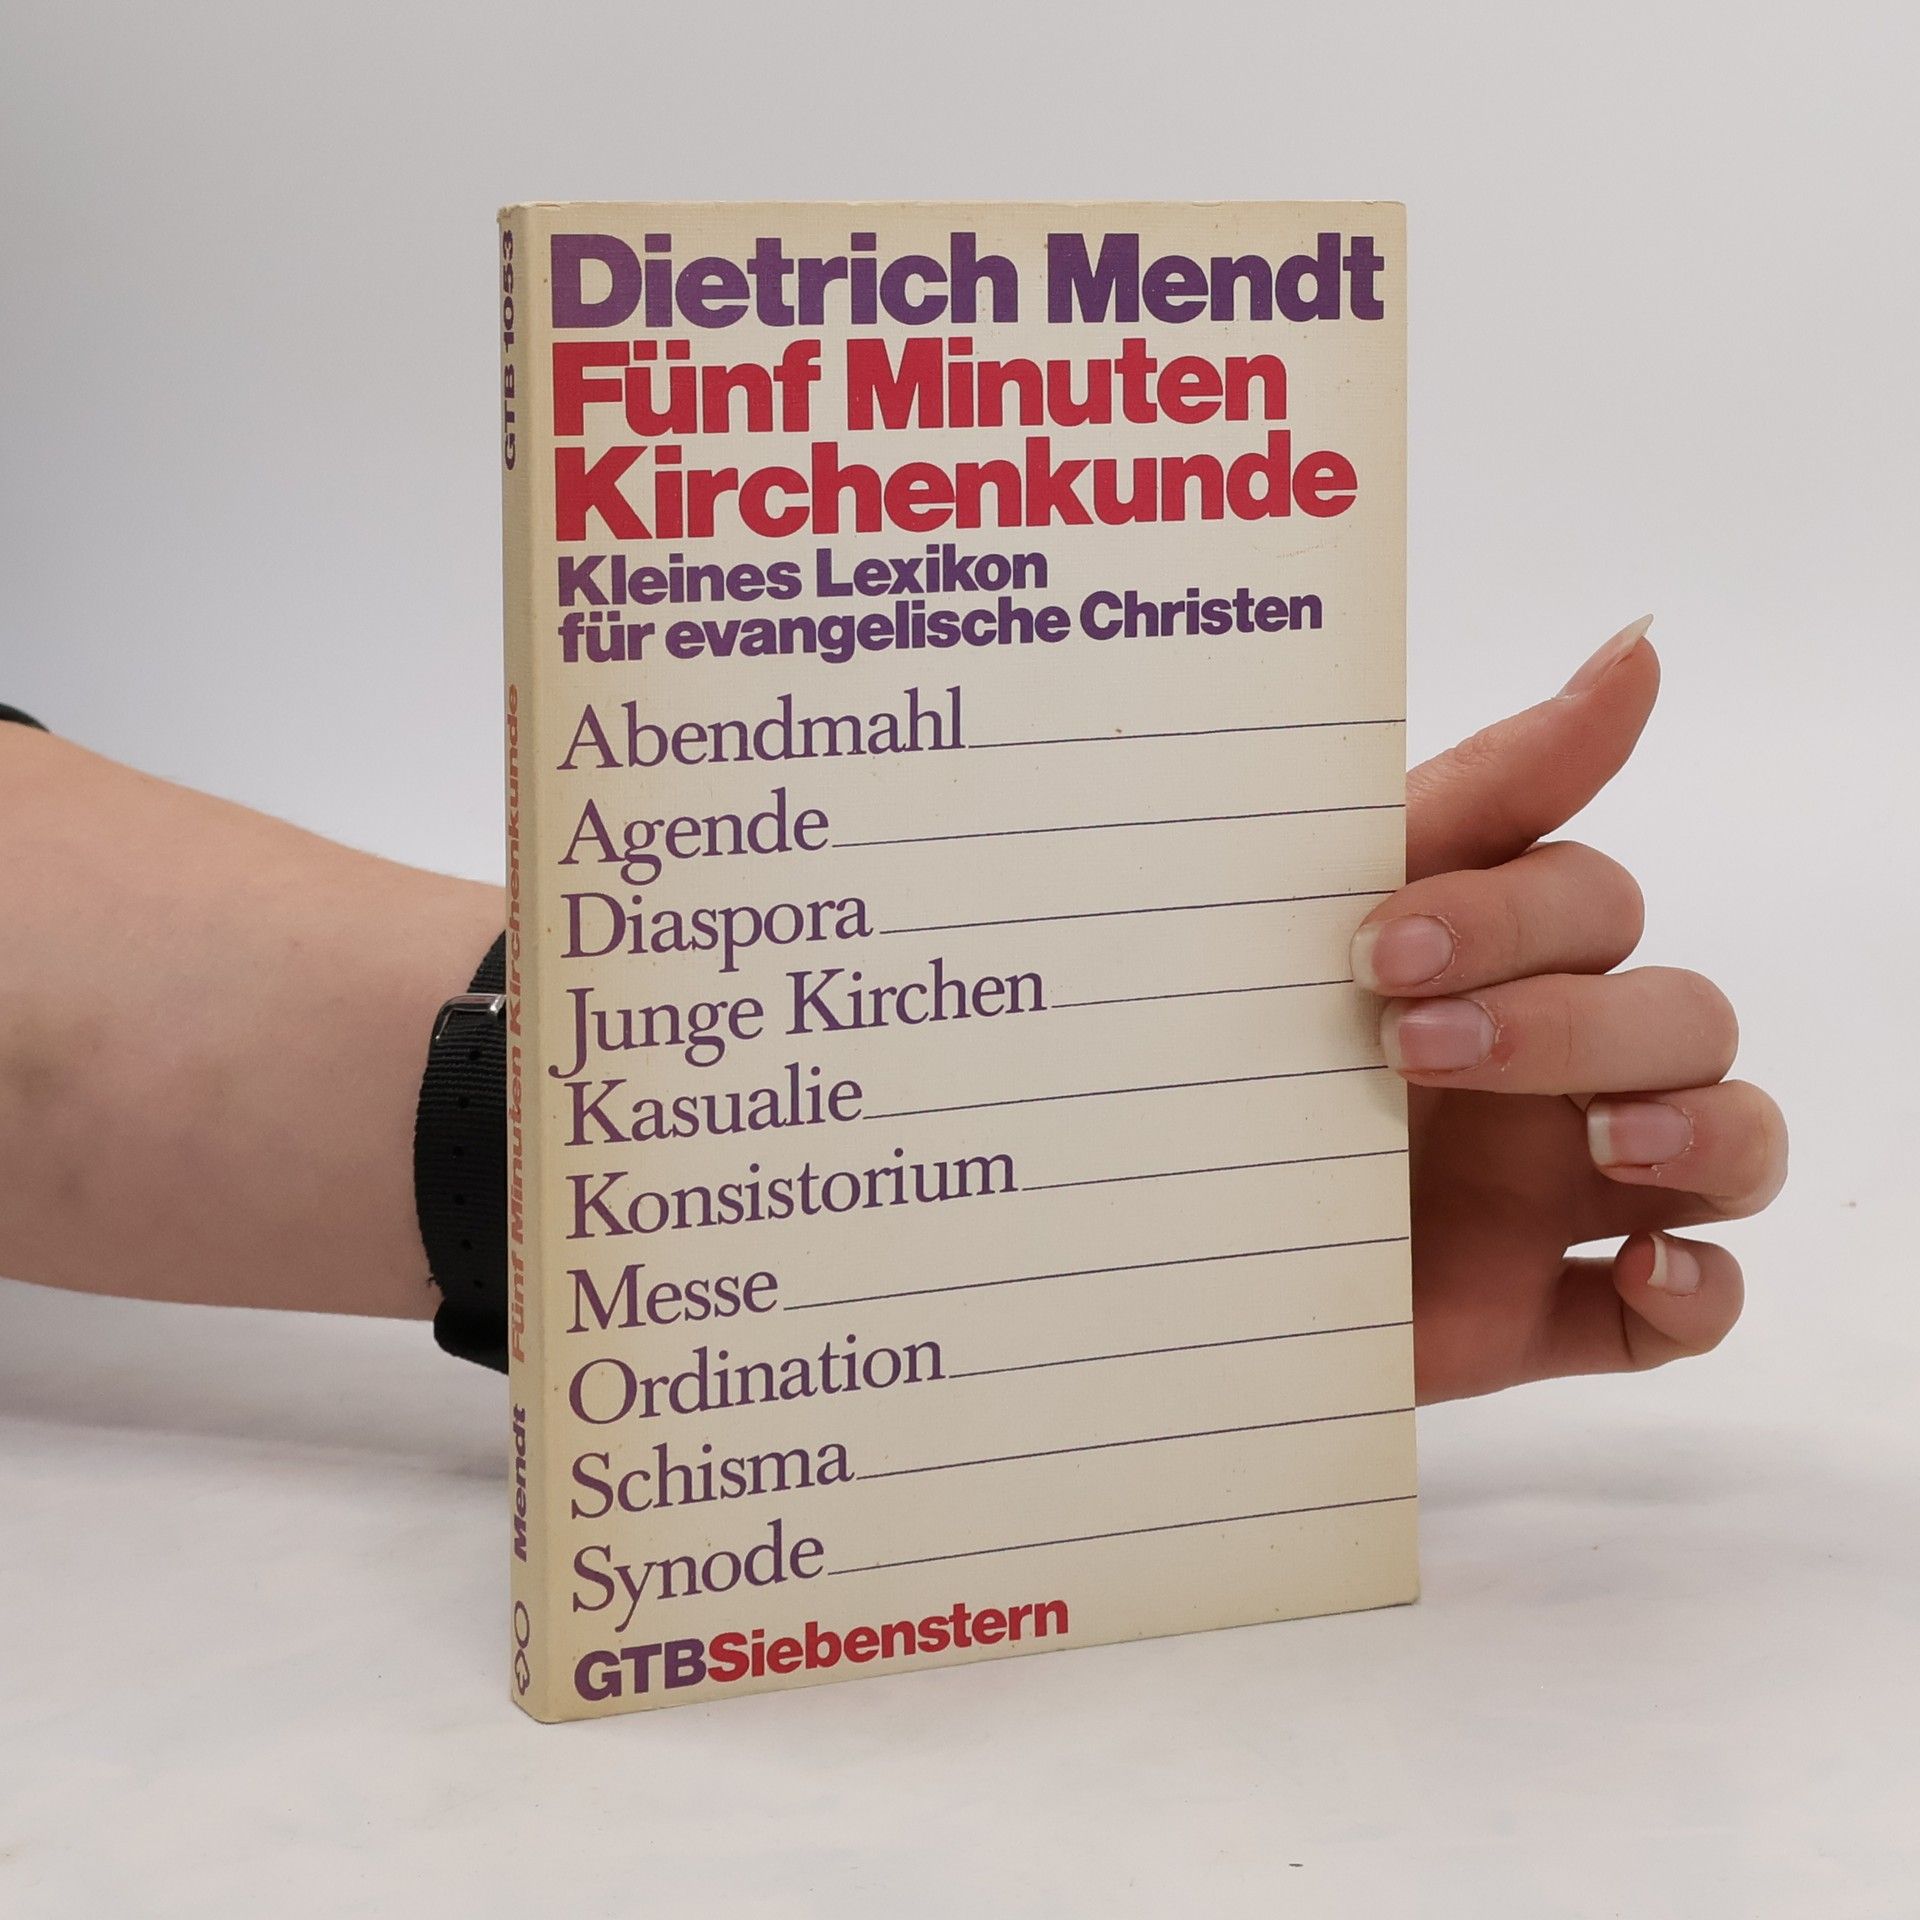 Dietrich Mendt
Fünf Minuten
Kirchenkunde
Kleines Lexikon
für evangelische Christen
Abendmahl
Agende
Diaspora
Junge Kirchen
Kasualie
Konsistorium
Messe
Ordination
Schisma
Synode
GTBSiebenstern
Mendt Fünf Minuten Kirchenkunde GTB 1053